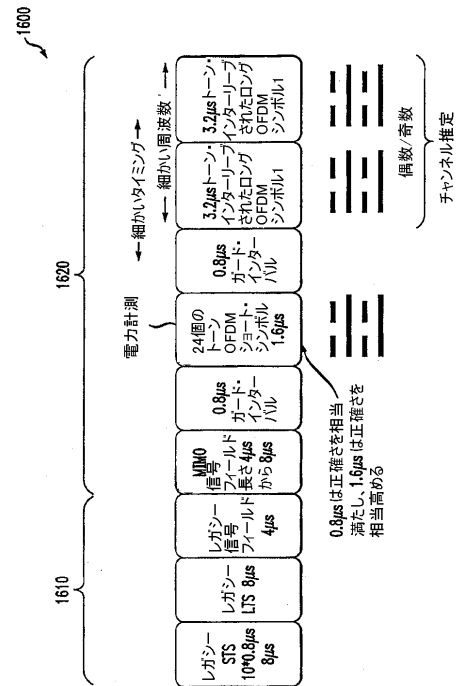 1600
1610
1620
電力計測
細かいタイミング
細かい周波数
レガシー
STS
10*0.8μs
8μs
レガシー
LTS 8μs
レガシー
信号
フィールド
4μs
MIMO
信号
フィールド
長さ4μs
から8μs
0.8μs
ガード・
インター
バル
24個の
トーン
OFDM
ショート・
シンボル
1.6μs
0.8μs
ガード・
インター
バル
3.2μsトーン・
インターリーブ
されたロング
OFDM
シンボル1
3.2μsトーン・
インターリーブ
されたロング
OFDM
シンボル1
0.8μsは正確さを相当
満たし、1.6μsは正確さを
相当高める
偶数/奇数
チャンネル推定